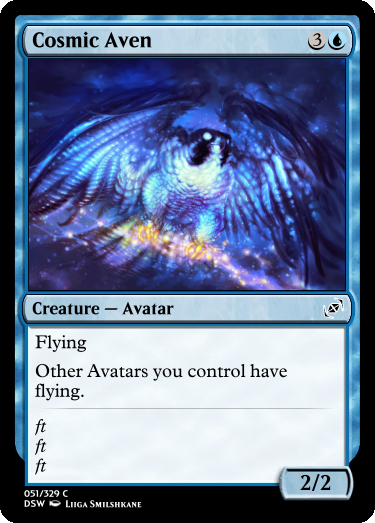 Cosmic Aven 3
Creature — Avatar
Flying
Other Avatars you control have
flying.
ft
ft
ft
2/2
051/329 C
DSW Liiga Smilshkane